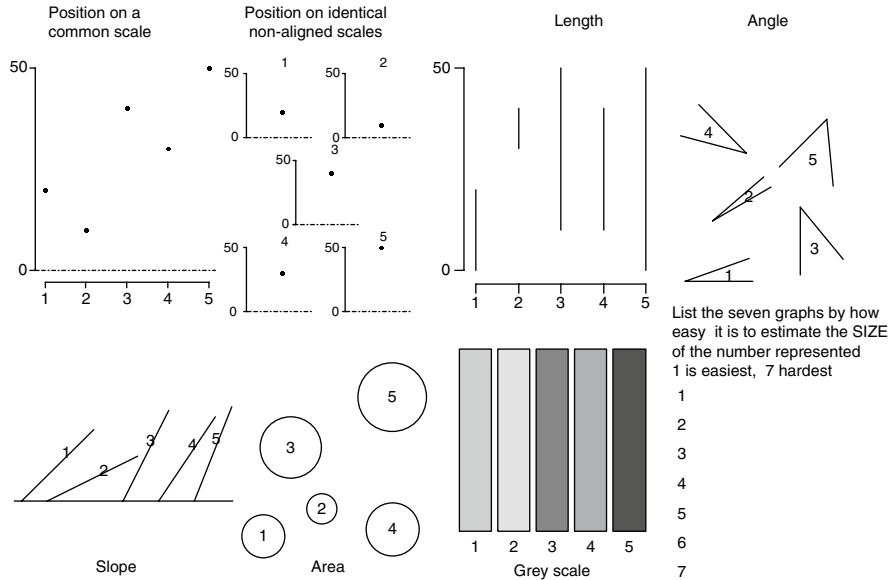 Position on a
common scale
50
0
1 2 3 4 5
Position on identical
non-aligned scales
1
50
0
2
50
0
3
50
0
4
50
0
5
50
0
Length
50
0
1 2 3 4 5
Angle
4
5
2
3
1
List the seven graphs by how
easy it is to estimate the SIZE
of the number represented
1 is easiest, 7 hardest
1
2
3
4
5
6
7
1 2 3 4 5
Slope
5
3
2
1
4
Area
1 2 3 4 5
Grey scale